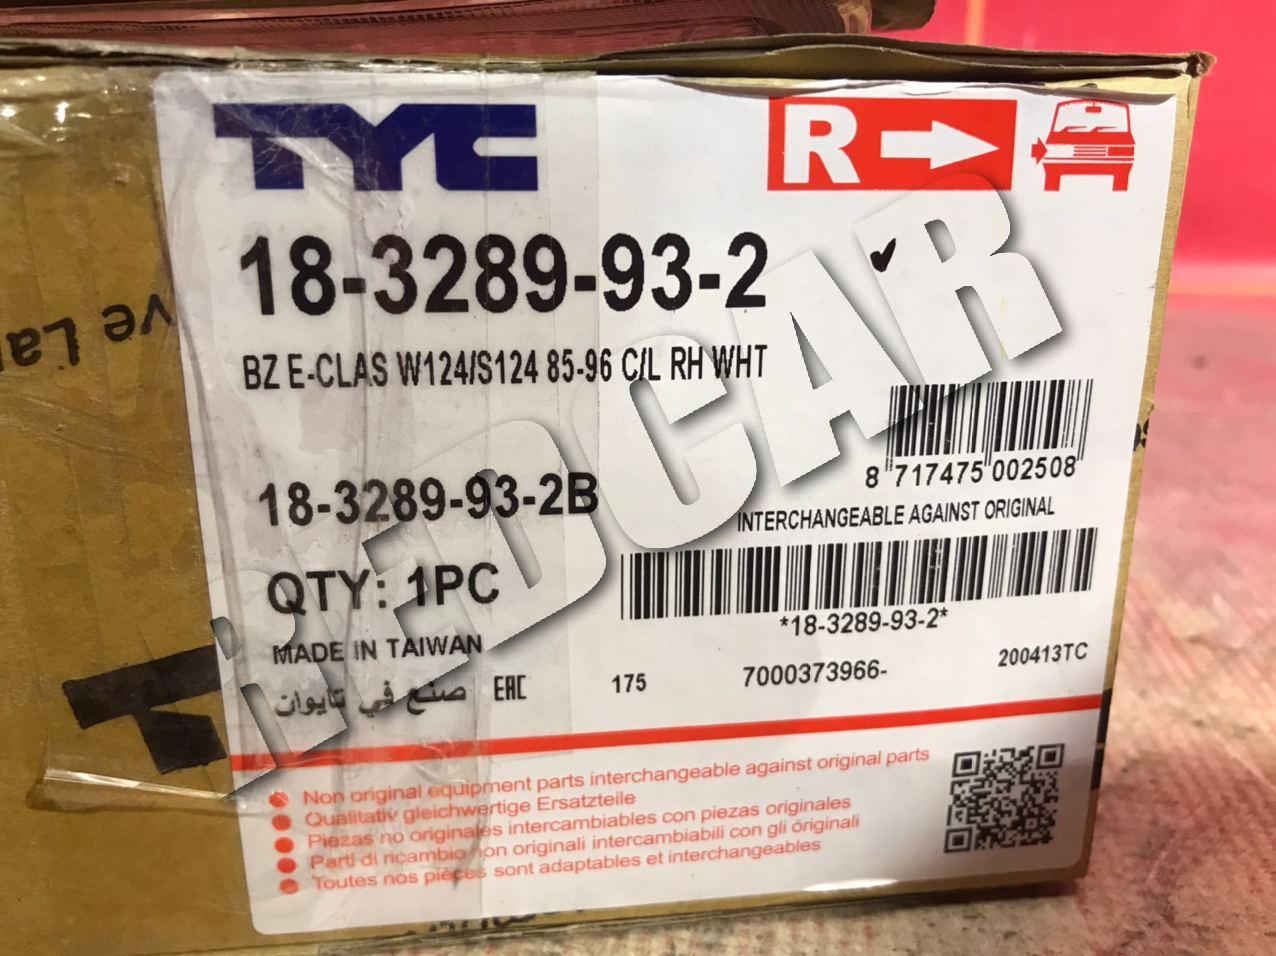 TYC
R
18-3289-93-2
BZ E-CLAS W124/S124 85-96 C/L RH WHT
8 717475 002508
18-3289-93-2B
INTERCHANGEABLE AGAINST ORIGINAL
QTY: 1PC
*18-3289-93-2*
MADE IN TAIWAN
صنع في تايوان
EAC
175
7000373966-
200413TC
Non original equipment parts interchangeable against original parts
Qualitativ gleichwertige Ersatzteile
Piezas no originales intercambiables con piezas originales
Parti di ricambio non originali intercambiabili con gli òriginali
Toutes nos pièces sont adaptables et interchangeables
REDCAR
ve La